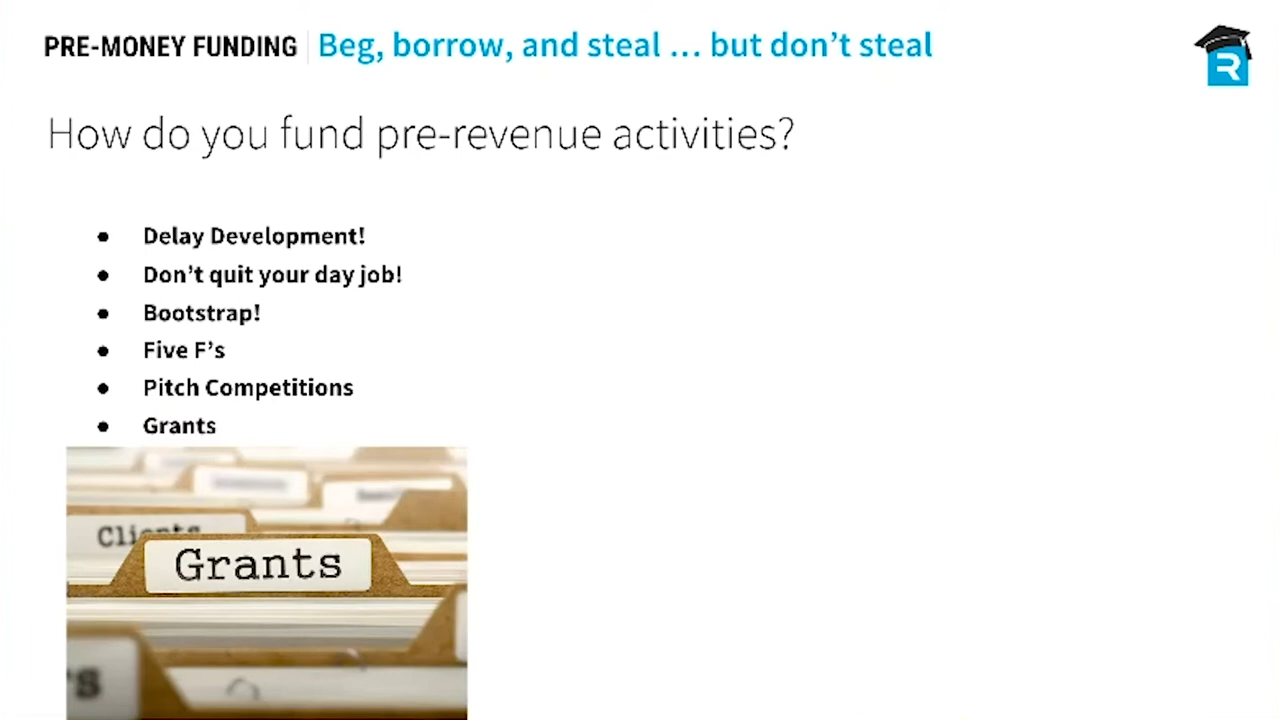 PRE-MONEY FUNDING Beg, borrow, and steal ... but don’t steal
How do you fund pre-revenue activities?
● Delay Development!
● Don’t quit your day job!
● Bootstrap!
● Five F’s
● Pitch Competitions
● Grants
Clients
Grants